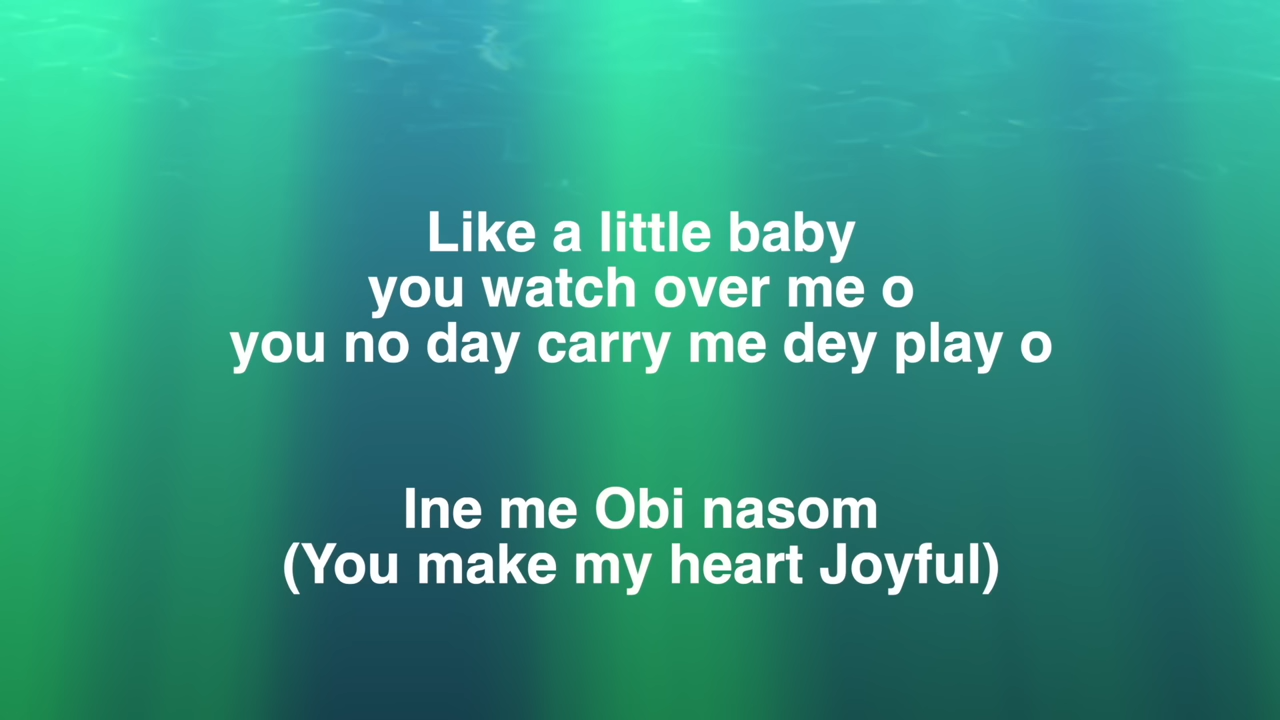 Like a little baby
you watch over me o
you no day carry me dey play o
Ine me Obi nasom
(You make my heart Joyful)